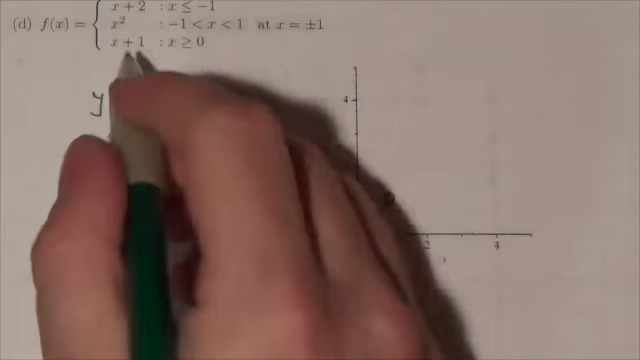 (d) f(x) = { x + 2 : x ≤ −1
x² : −1 < x < 1 at x = ±1
x + 1 : x ≥ 0
y
4
2 4